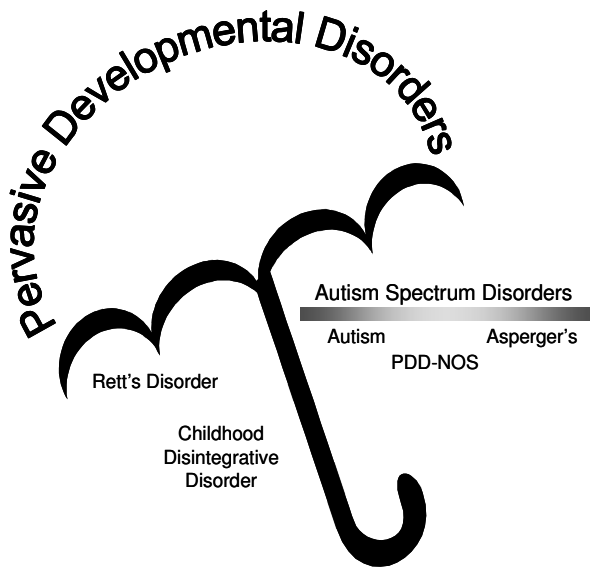 Pervasive Developmental Disorders
Autism Spectrum Disorders
Autism
Asperger's
PDD-NOS
Rett's Disorder
Childhood
Disintegrative
Disorder